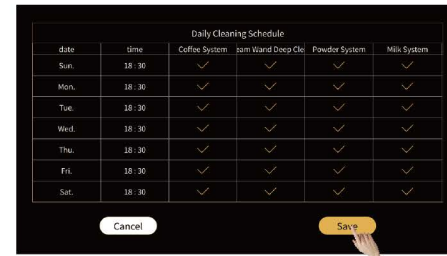 Daily Cleaning Schedule
date time Coffee System eam Wand Deep Cle Powder System Milk System
Sun. 18:30
Mon. 18:30
Tue. 18:30
Wed. 18:30
Thu. 18:30
Fri. 18:30
Sat. 18:30
Cancel Save